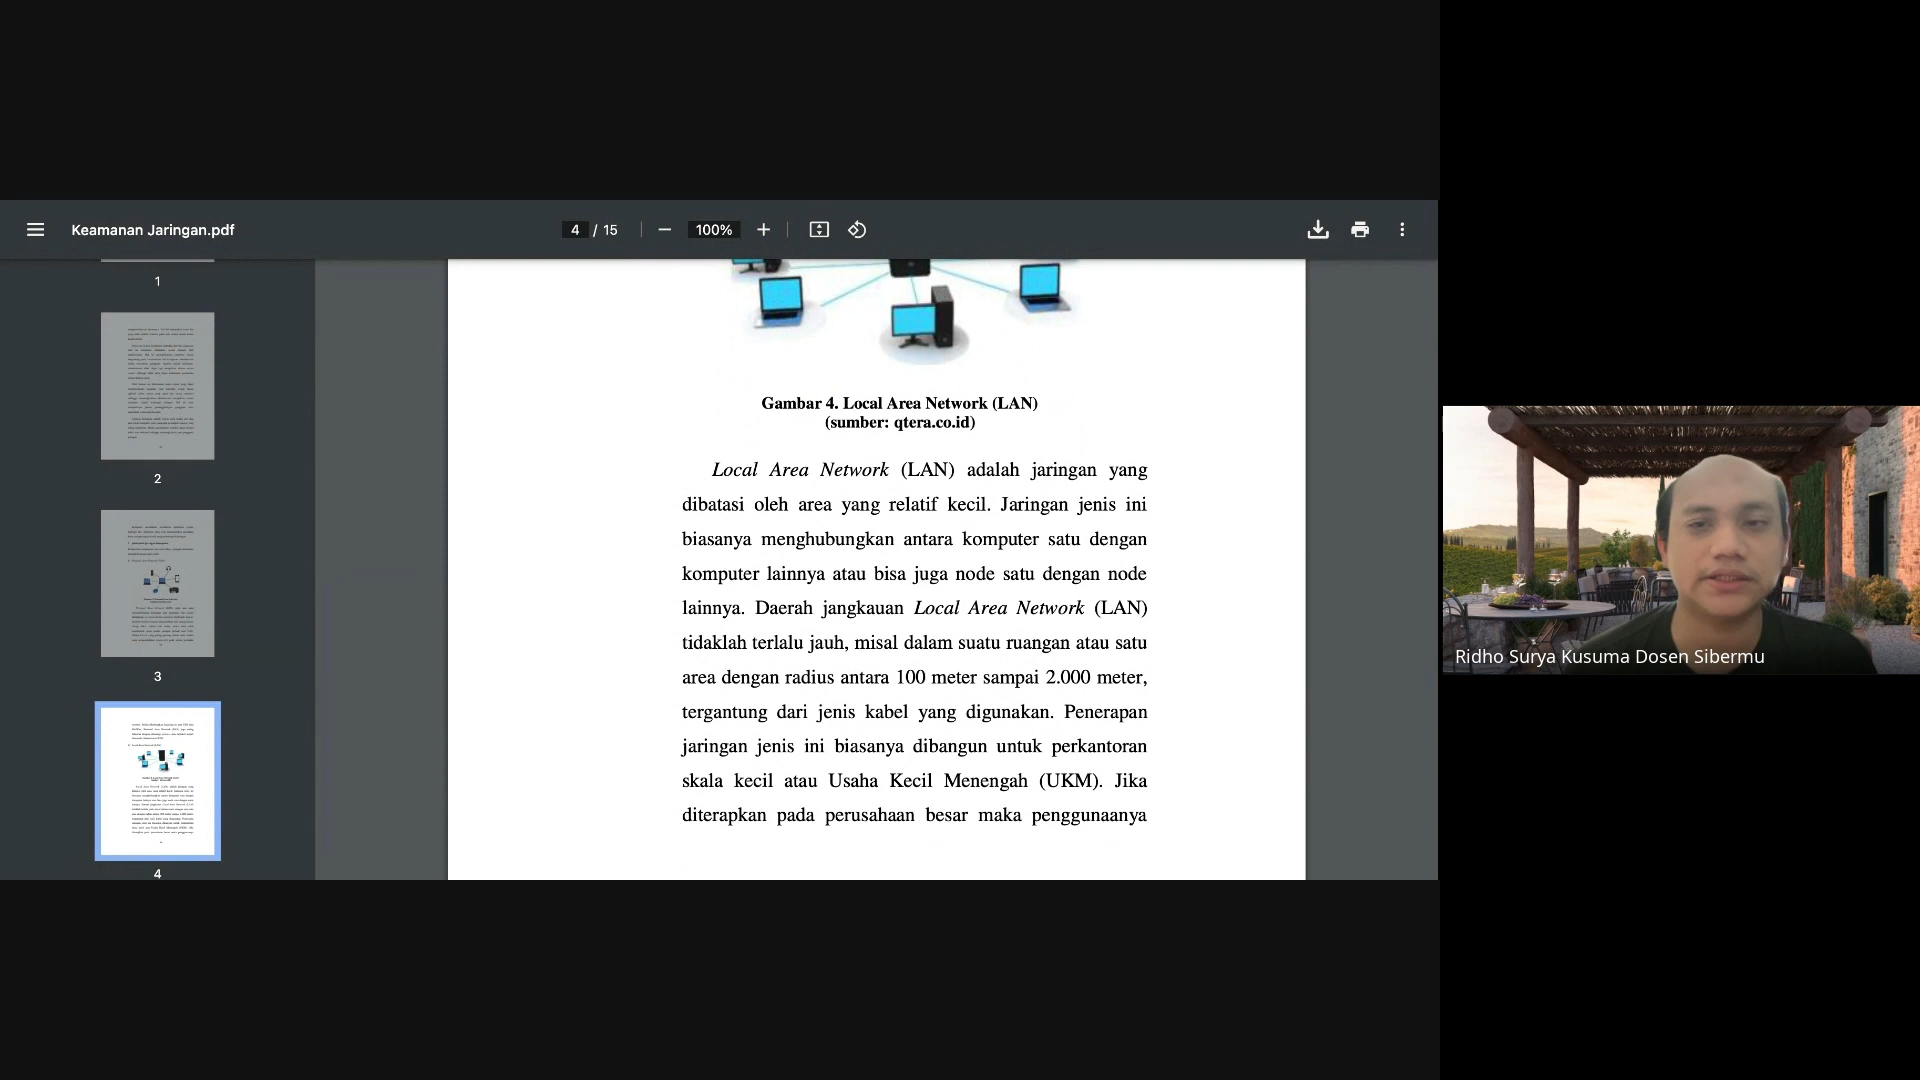 Keamanan Jaringan.pdf
4 / 15
100%
1
2
3
4
Gambar 4. Local Area Network (LAN)
(sumber: qtera.co.id)
Local Area Network (LAN) adalah jaringan yang
dibatasi oleh area yang relatif kecil. Jaringan jenis ini
biasanya menghubungkan antara komputer satu dengan
komputer lainnya atau bisa juga node satu dengan node
lainnya. Daerah jangkauan Local Area Network (LAN)
tidaklah terlalu jauh, misal dalam suatu ruangan atau satu
area dengan radius antara 100 meter sampai 2.000 meter,
tergantung dari jenis kabel yang digunakan. Penerapan
jaringan jenis ini biasanya dibangun untuk perkantoran
skala kecil atau Usaha Kecil Menengah (UKM). Jika
diterapkan pada perusahaan besar maka penggunaanya
Ridho Surya Kusuma Dosen Sibermu